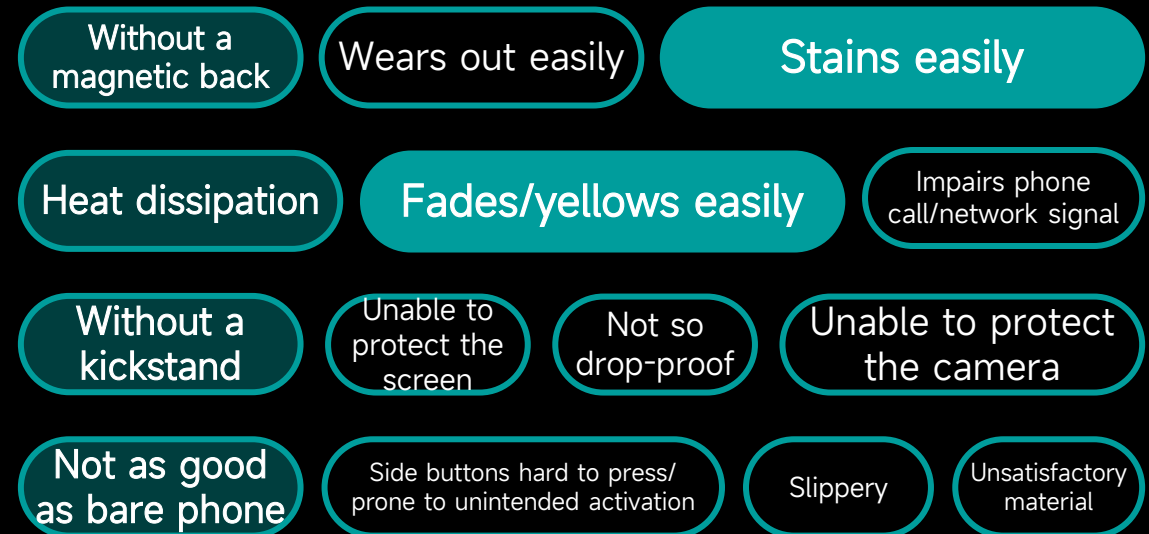 Without a
magnetic back
Wears out easily
Stains easily
Heat dissipation
Fades/yellows easily
Impairs phone
call/network signal
Without a
kickstand
Unable to
protect the
screen
Not so
drop-proof
Unable to protect
the camera
Not as good
as bare phone
Side buttons hard to press/
prone to unintended activation
Slippery
Unsatisfactory
material